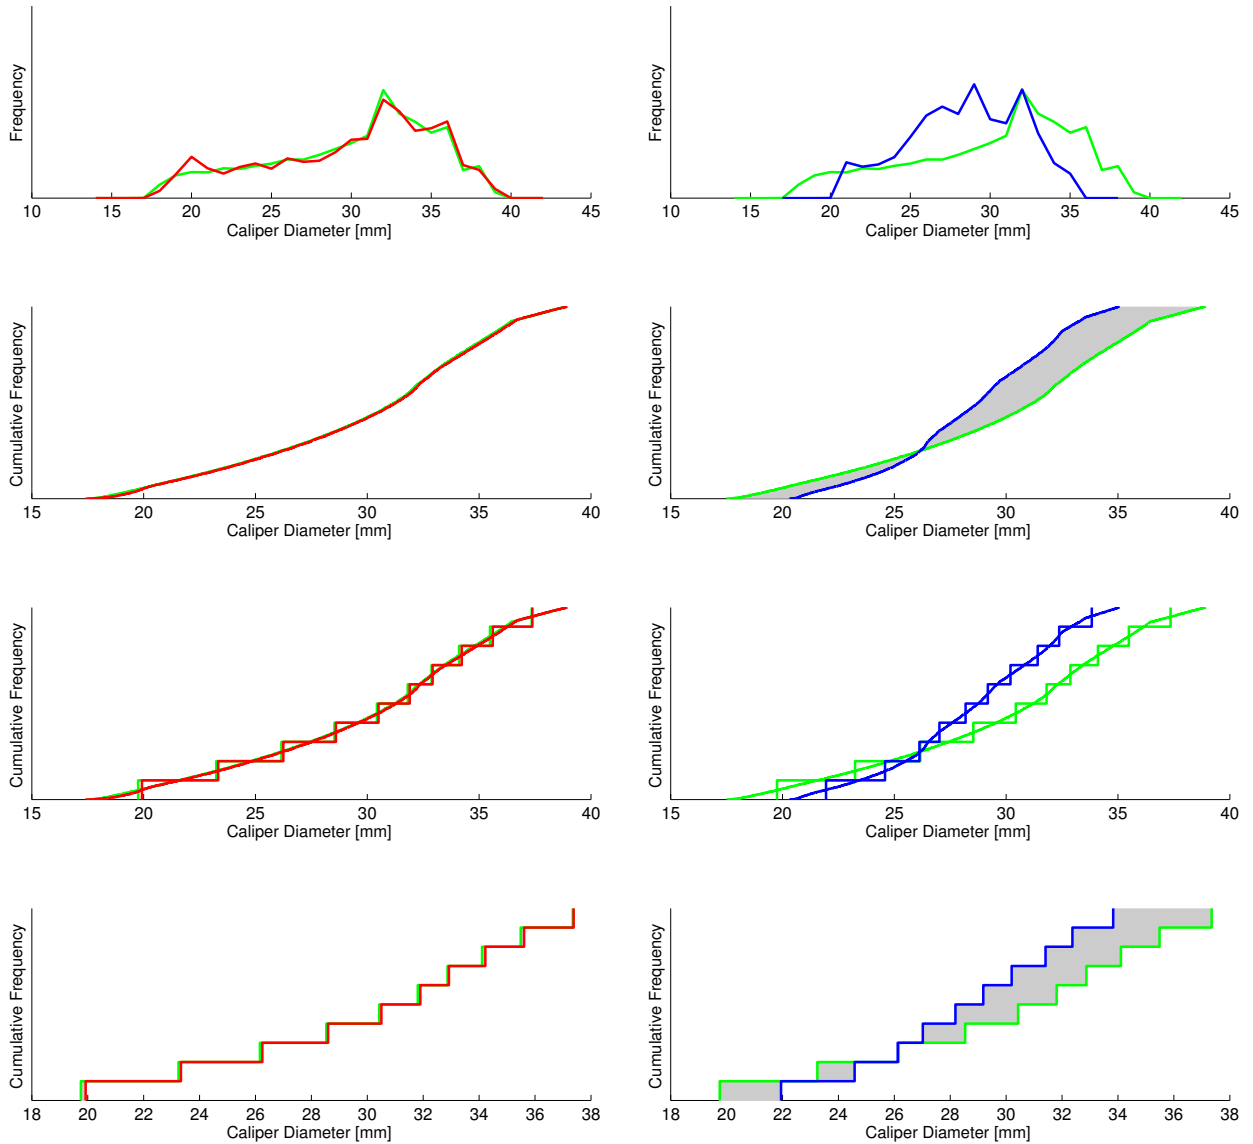 Frequency
10 15 20 25 30 35 40 45
Caliper Diameter [mm]
Frequency
10 15 20 25 30 35 40 45
Caliper Diameter [mm]
Cumulative Frequency
15 20 25 30 35 40
Caliper Diameter [mm]
Cumulative Frequency
15 20 25 30 35 40
Caliper Diameter [mm]
Cumulative Frequency
15 20 25 30 35 40
Caliper Diameter [mm]
Cumulative Frequency
15 20 25 30 35 40
Caliper Diameter [mm]
Cumulative Frequency
18 20 22 24 26 28 30 32 34 36 38
Caliper Diameter [mm]
Cumulative Frequency
18 20 22 24 26 28 30 32 34 36 38
Caliper Diameter [mm]